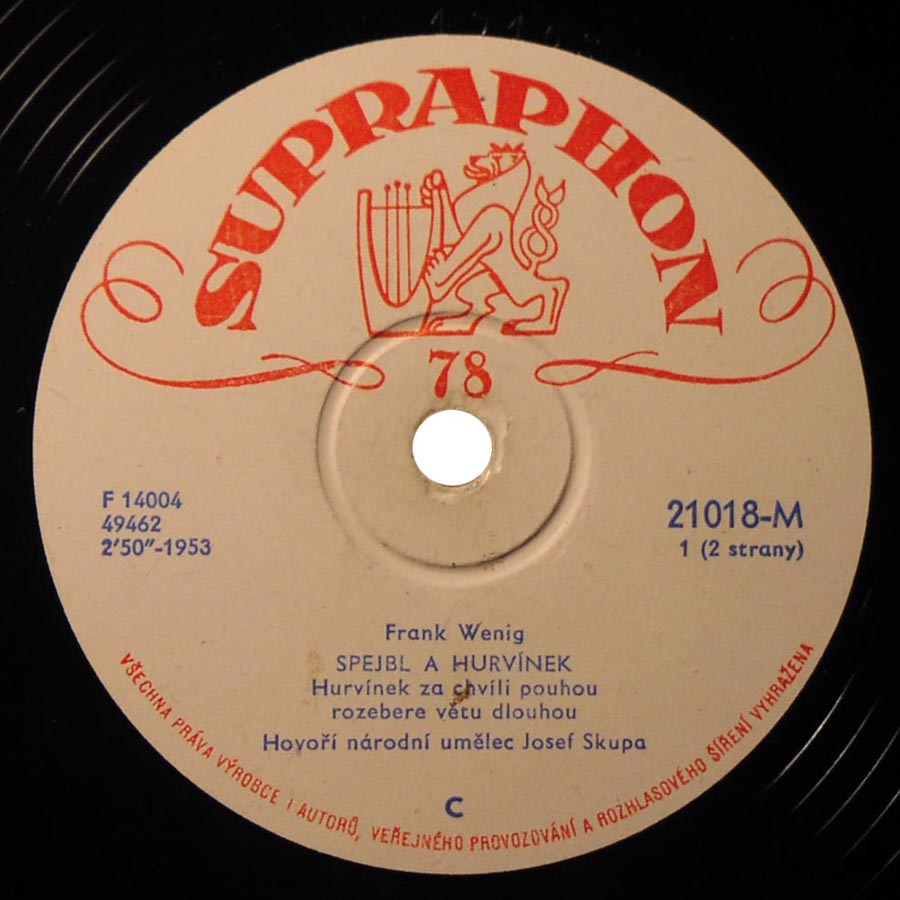 SUPRAPHON
78
F 14004
49462
2'50"-1953
21018-M
1 (2 strany)
Frank Wenig
SPEJBL A HURVÍNEK
Hurvínek za chvíli pouhou
rozebere větu dlouhou
Hovoří národní umělec Josef Skupa
C
VŠECHNA PRÁVA VÝROBCE I AUTORŮ, VEŘEJNÉHO PROVOZOVÁNÍ A ROZHLASOVÉHO ŠÍŘENÍ VYHRAŽENA